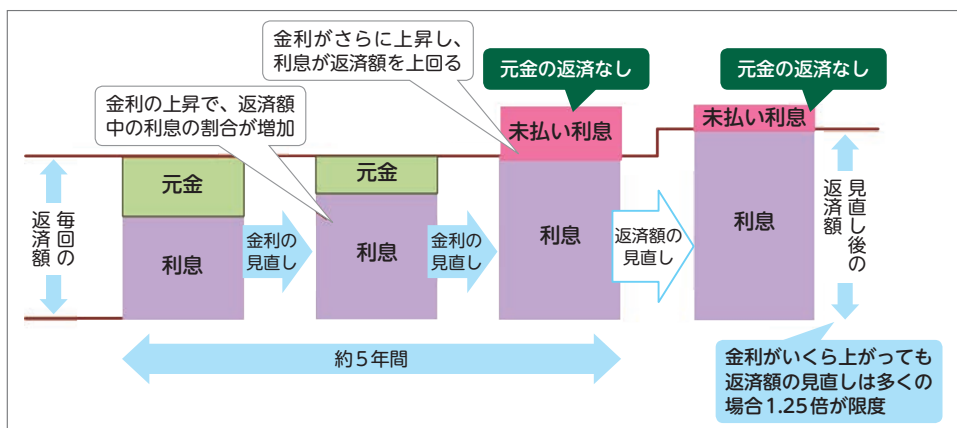 金利がさらに上昇し、
利息が返済額を上回る
元金の返済なし
元金の返済なし
金利の上昇で、返済額
中の利息の割合が増加
未払い利息
未払い利息
元金
元金
毎回の
返済額
利息
金利の
見直し
利息
金利の
見直し
利息
返済額の
見直し
利息
見直し後の
返済額
約5年間
金利がいくら上がっても
返済額の見直しは多くの
場合1.25倍が限度